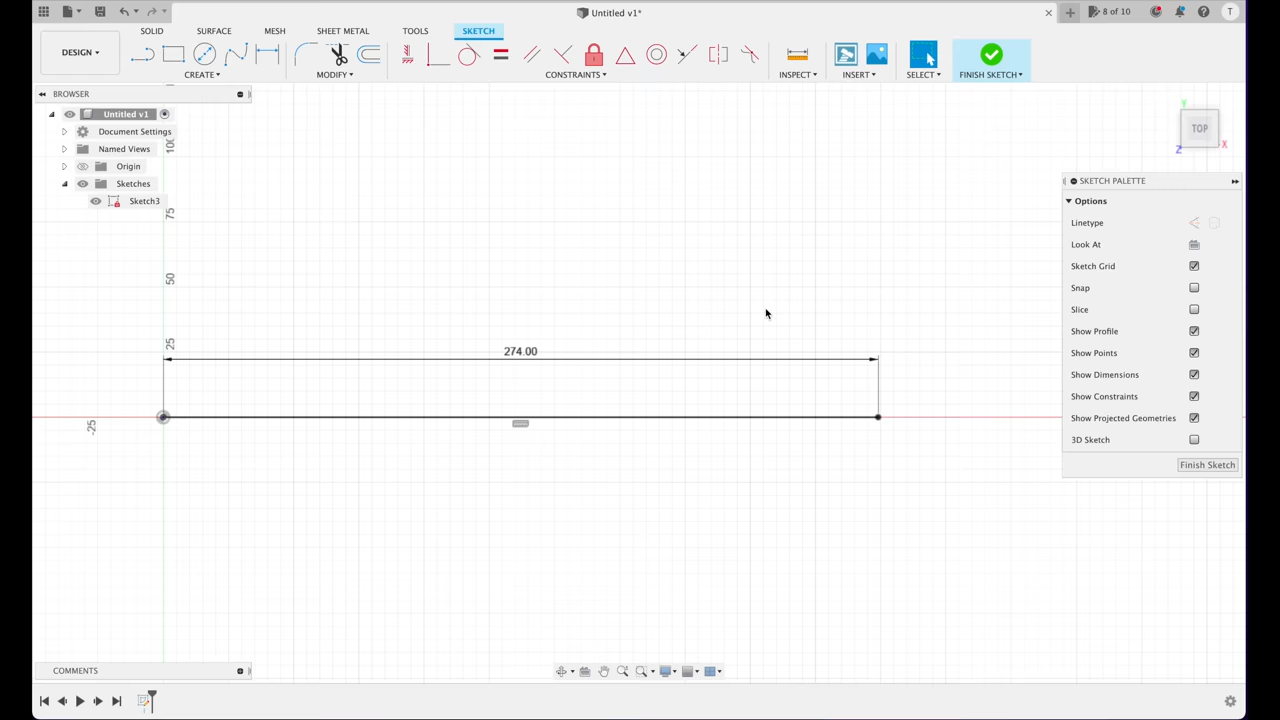 Untitled v1*
8 of 10
T
DESIGN
SOLID
SURFACE
MESH
SHEET METAL
TOOLS
SKETCH
CREATE
MODIFY
CONSTRAINTS
INSPECT
INSERT
SELECT
FINISH SKETCH
BROWSER
Untitled v1
Document Settings
Named Views
Origin
Sketches
Sketch3
TOP
Y
X
Z
SKETCH PALETTE
Options
Linetype
Look At
Sketch Grid
Snap
Slice
Show Profile
Show Points
Show Dimensions
Show Constraints
Show Projected Geometries
3D Sketch
Finish Sketch
100
75
50
25
274.00
-25
COMMENTS